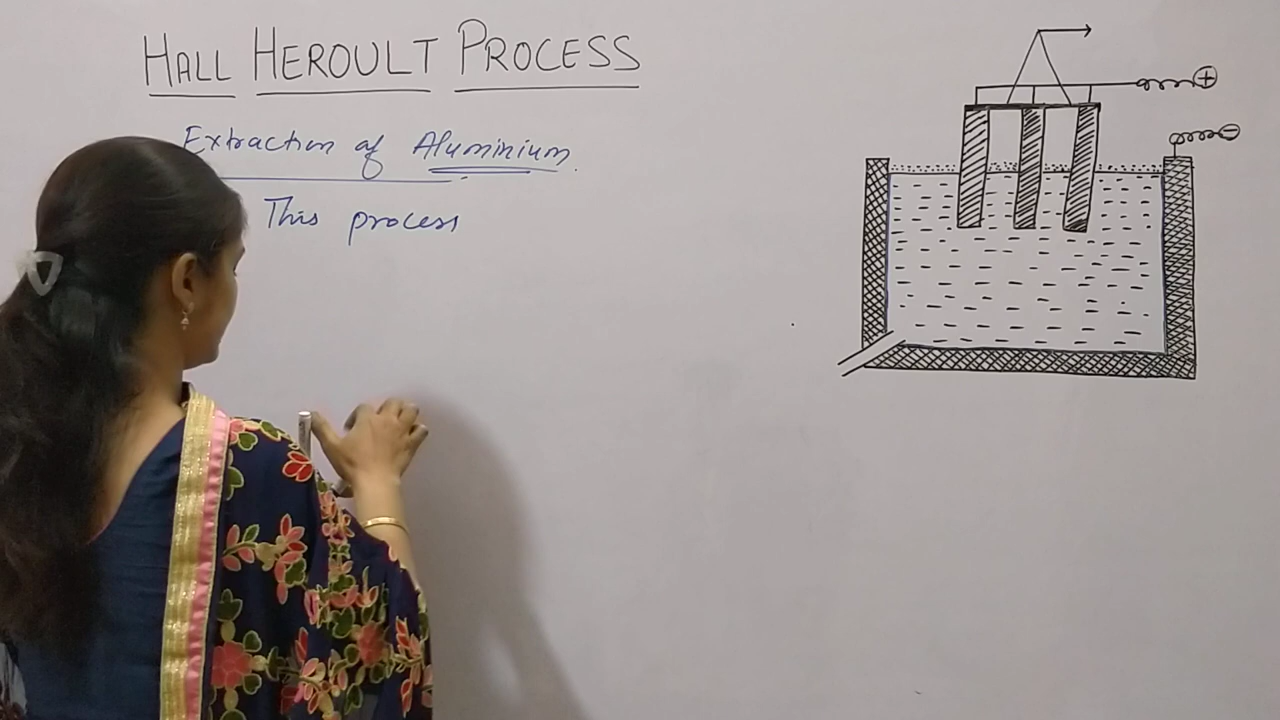 HALL HEROULT PROCESS
Extraction of Aluminium.
This process
+
-